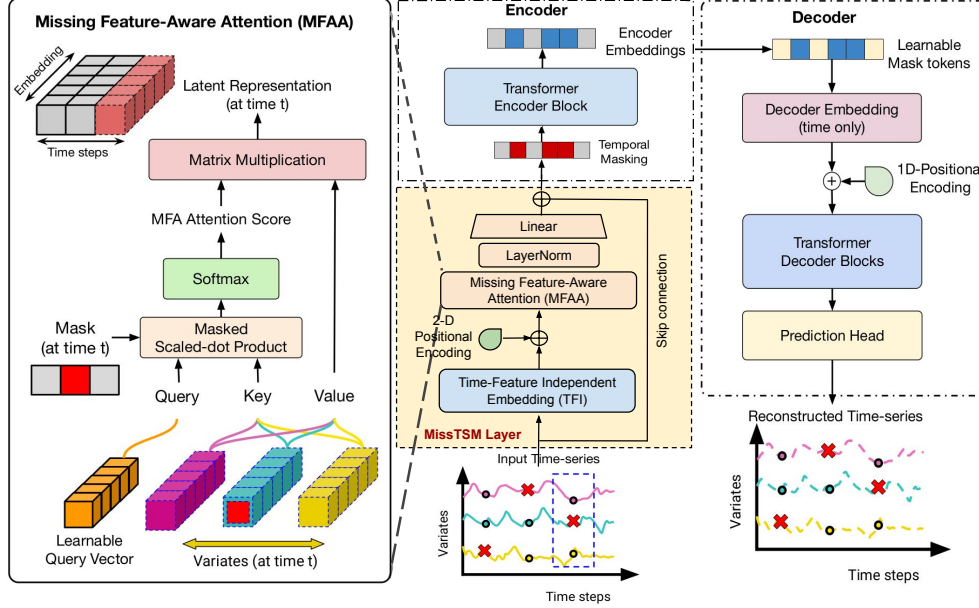 Missing Feature-Aware Attention (MFAA)
Embedding
Time steps
Latent Representation
(at time t)
Matrix Multiplication
MFA Attention Score
Softmax
Mask
(at time t)
Masked
Scaled-dot Product
Query
Key
Value
Learnable
Query Vector
Variates (at time t)
Encoder
Encoder
Embeddings
Transformer
Encoder Block
Temporal
Masking
Linear
LayerNorm
Missing Feature-Aware
Attention (MFAA)
2-D
Positional
Encoding
Time-Feature Independent
Embedding (TFI)
Skip connection
MissTSM Layer
Input Time-series
Variates
Time steps
Decoder
Learnable
Mask tokens
Decoder Embedding
(time only)
1D-Positional
Encoding
Transformer
Decoder Blocks
Prediction Head
Reconstructed Time-series
Variates
Time steps